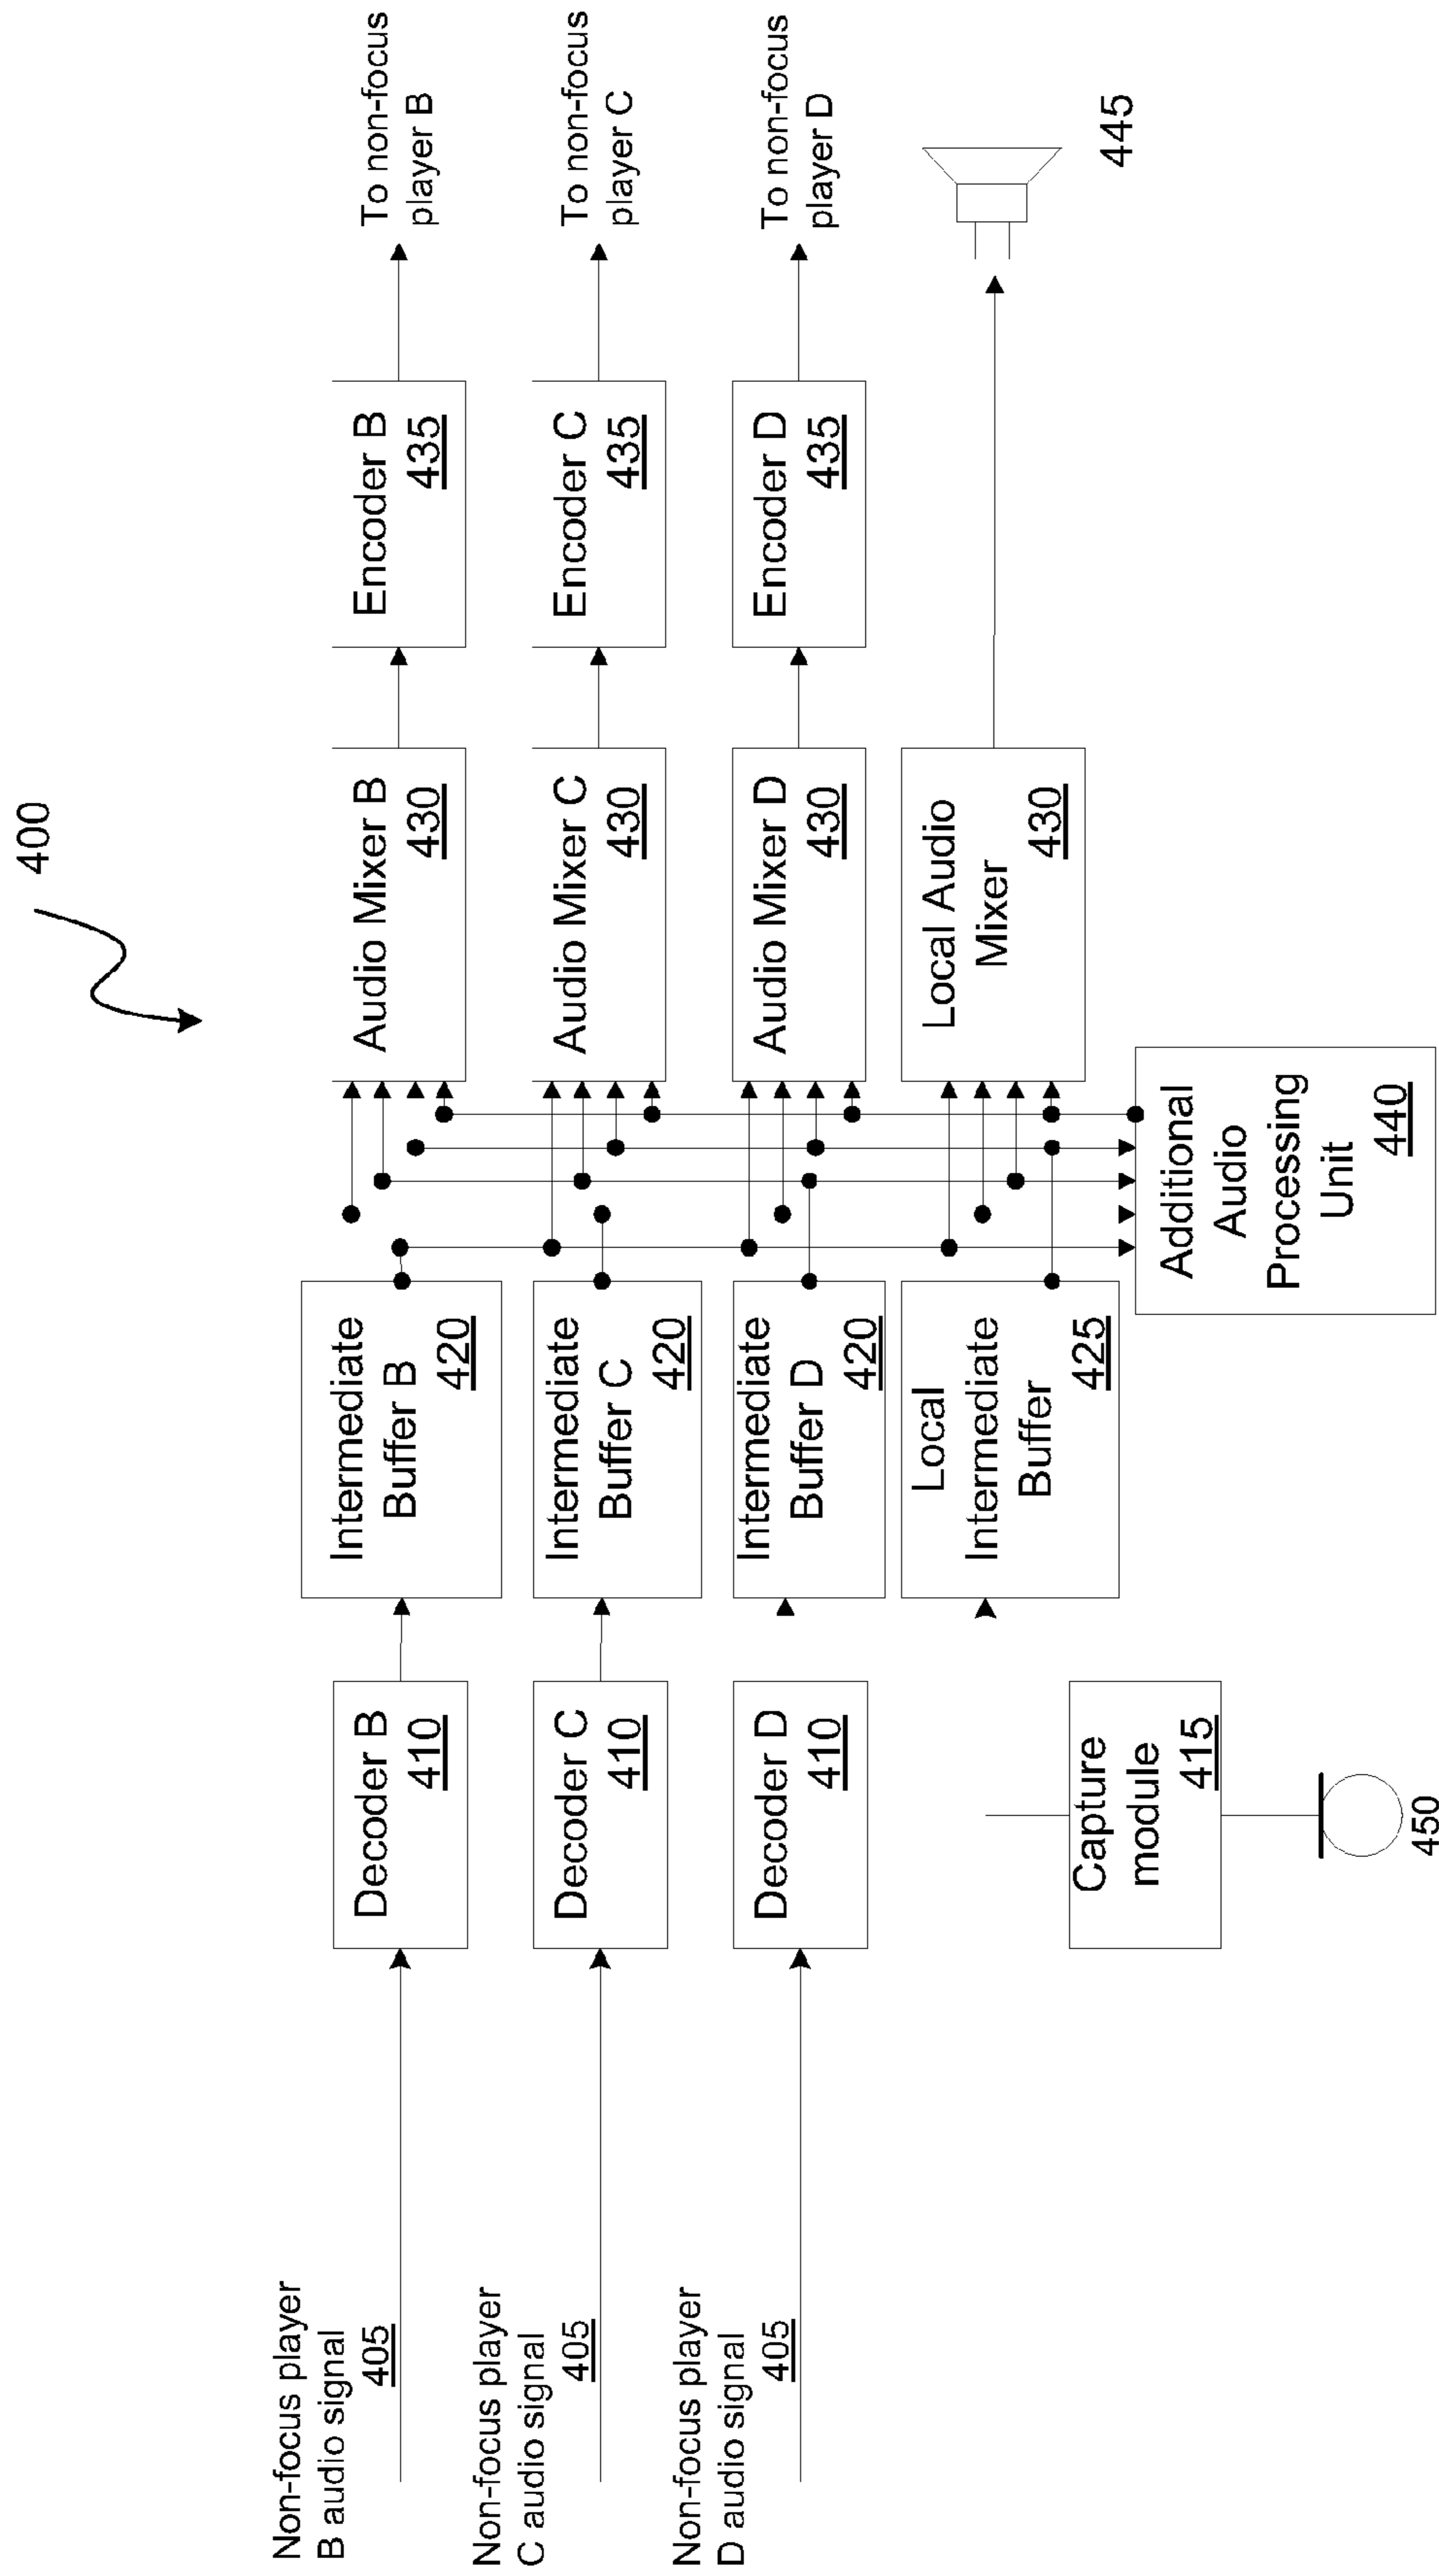 400
Non-focus player
B audio signal
405
Decoder B
410
Intermediate
Buffer B
420
Audio Mixer B
430
Encoder B
435
To non-focus
player B
Non-focus player
C audio signal
405
Decoder C
410
Intermediate
Buffer C
420
Audio Mixer C
430
Encoder C
435
To non-focus
player C
Non-focus player
D audio signal
405
Decoder D
410
Intermediate
Buffer D
420
Audio Mixer D
430
Encoder D
435
To non-focus
player D
Capture
module
415
450
Local
Intermediate
Buffer
425
Local Audio
Mixer
430
445
Additional
Audio
Processing
Unit
440